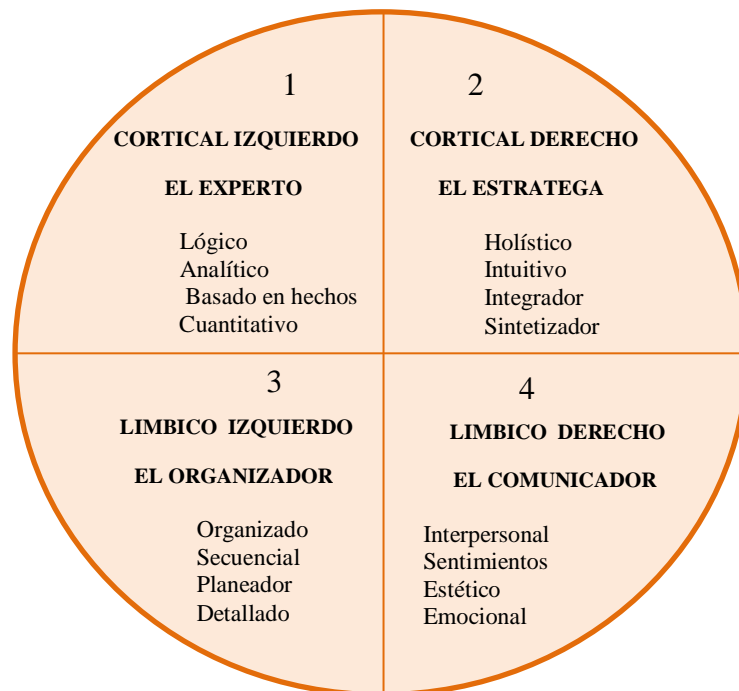 1
CORTICAL IZQUIERDO
EL EXPERTO
Lógico
Analítico
Basado en hechos
Cuantitativo
2
CORTICAL DERECHO
EL ESTRATEGA
Holístico
Intuitivo
Integrador
Sintetizador
3
LIMBICO IZQUIERDO
EL ORGANIZADOR
Organizado
Secuencial
Planeador
Detallado
4
LIMBICO DERECHO
EL COMUNICADOR
Interpersonal
Sentimientos
Estético
Emocional